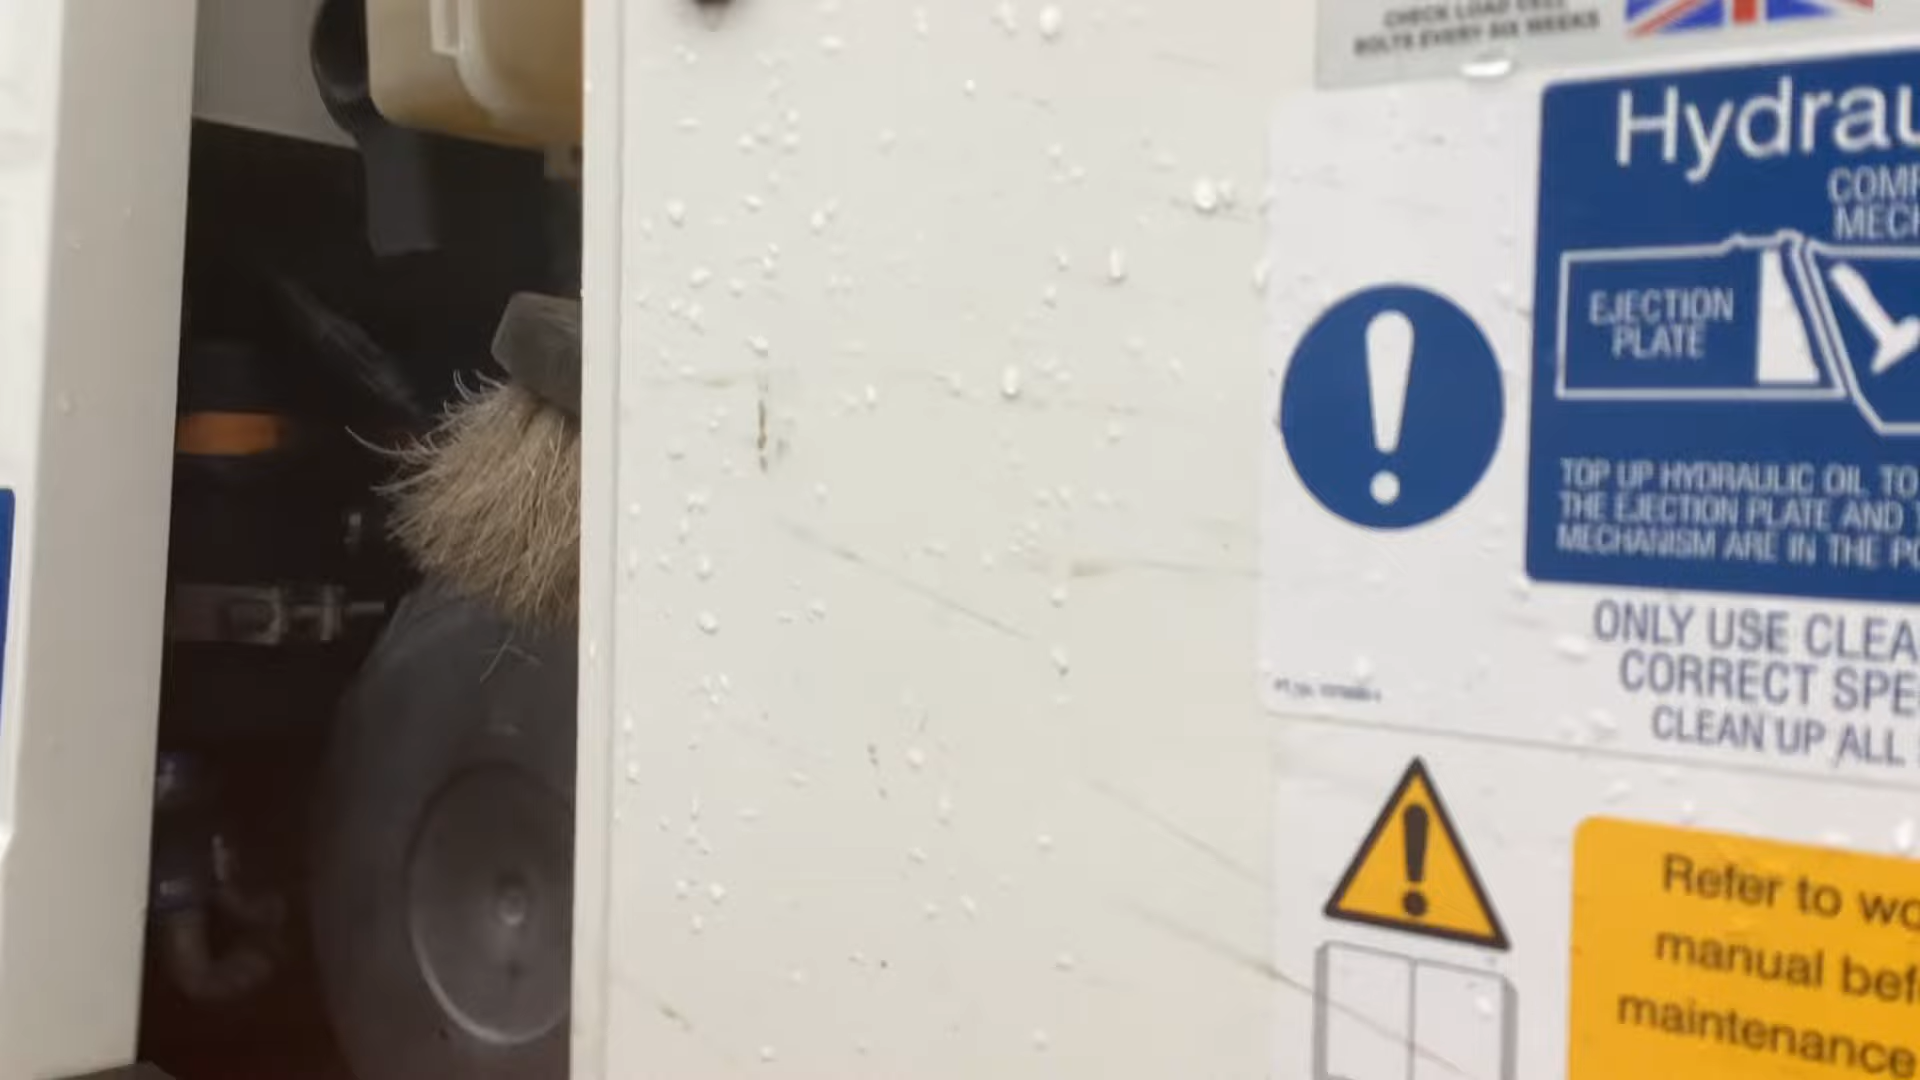 CHECK LOAD CELL
BOLTS EVERY SIX WEEKS
Hydrau
COMP
MECH
EJECTION
PLATE
TOP UP HYDRAULIC OIL TO
THE EJECTION PLATE AND T
MECHANISM ARE IN THE PO
ONLY USE CLEA
CORRECT SPE
CLEAN UP ALL
Refer to wo
manual bef
maintenance